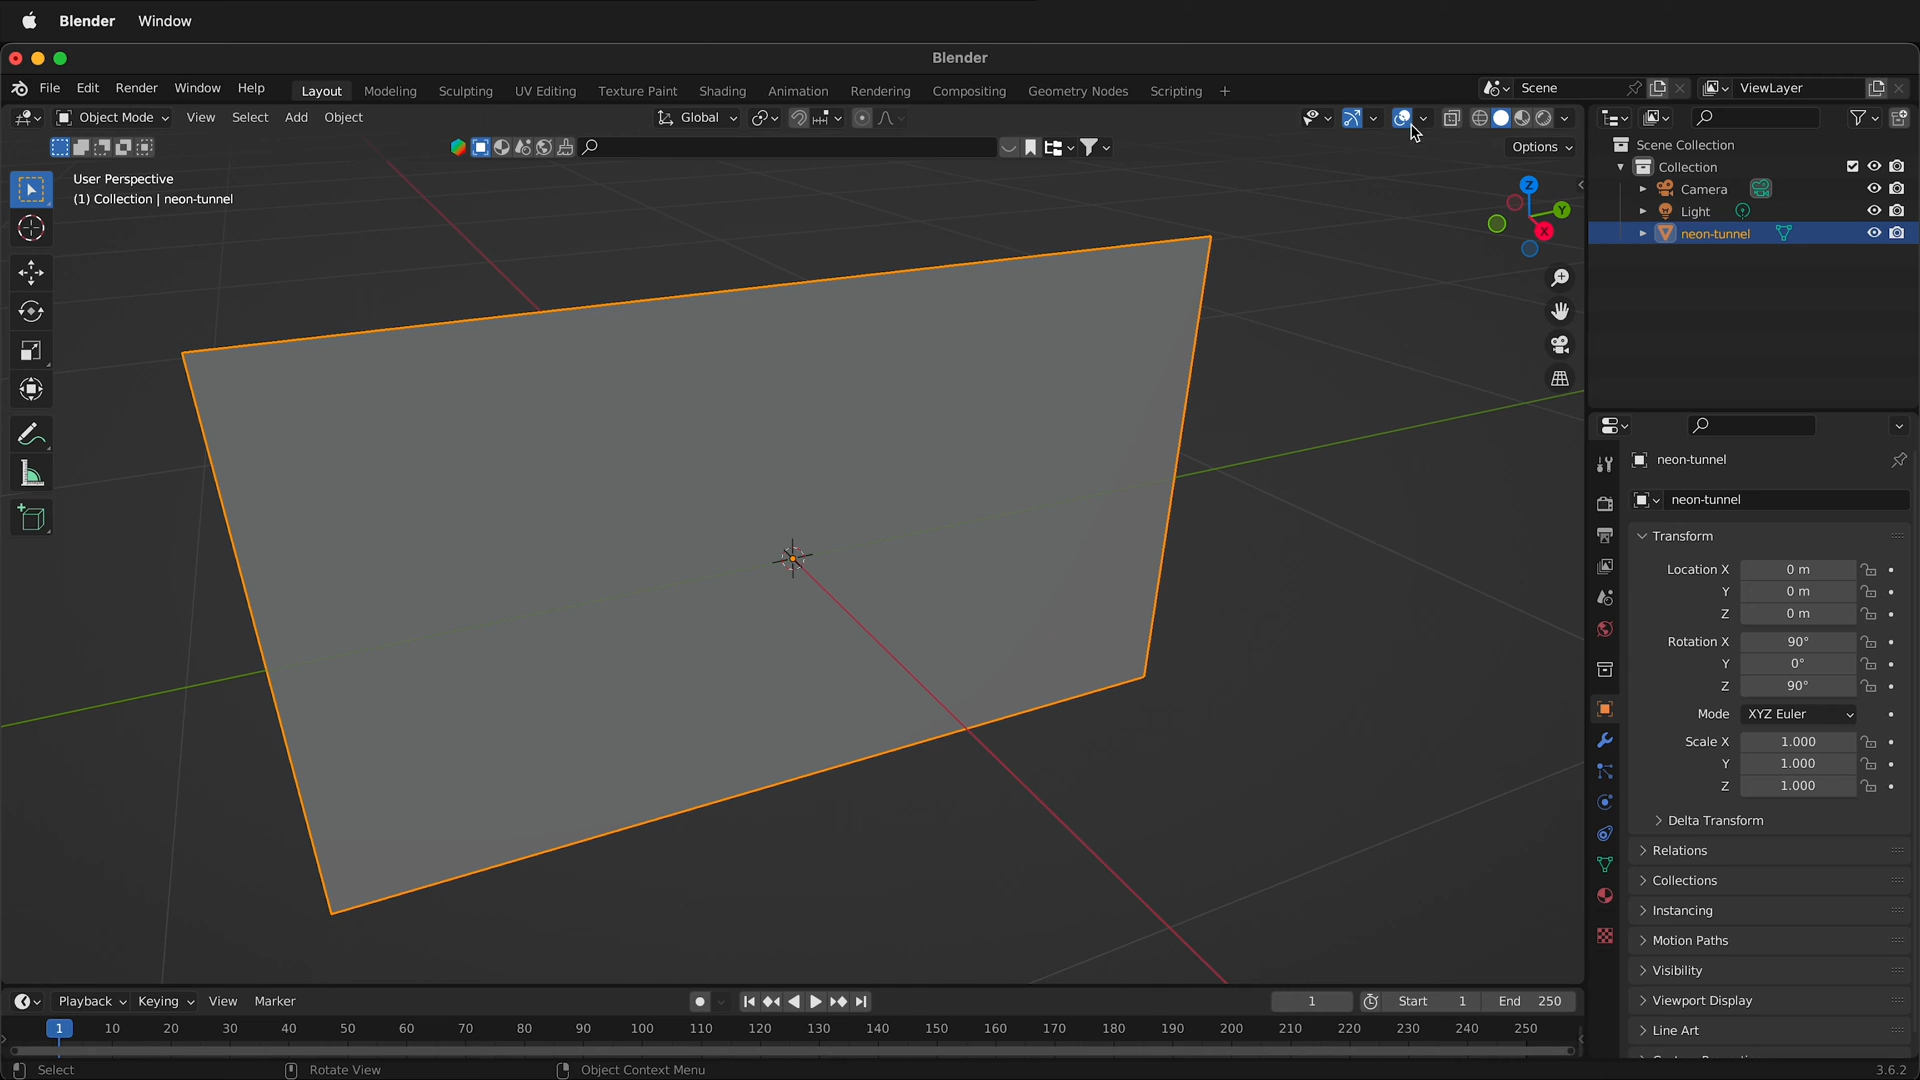 Blender Window
Blender
File Edit Render Window Help Layout Modeling Sculpting UV Editing Texture Paint Shading Animation Rendering Compositing Geometry Nodes Scripting + Scene ViewLayer
Object Mode View Select Add Object Global
Options
User Perspective
(1) Collection | neon-tunnel
Z
Y
X
Scene Collection
Collection
Camera
Light
neon-tunnel
neon-tunnel
neon-tunnel
Transform
Location X 0 m
Y 0 m
Z 0 m
Rotation X 90°
Y 0°
Z 90°
Mode XYZ Euler
Scale X 1.000
Y 1.000
Z 1.000
Delta Transform
Relations
Collections
Instancing
Motion Paths
Visibility
Viewport Display
Line Art
Playback Keying View Marker 1 Start 1 End 250
1 10 20 30 40 50 60 70 80 90 100 110 120 130 140 150 160 170 180 190 200 210 220 230 240 250
Select Rotate View Object Context Menu 3.6.2